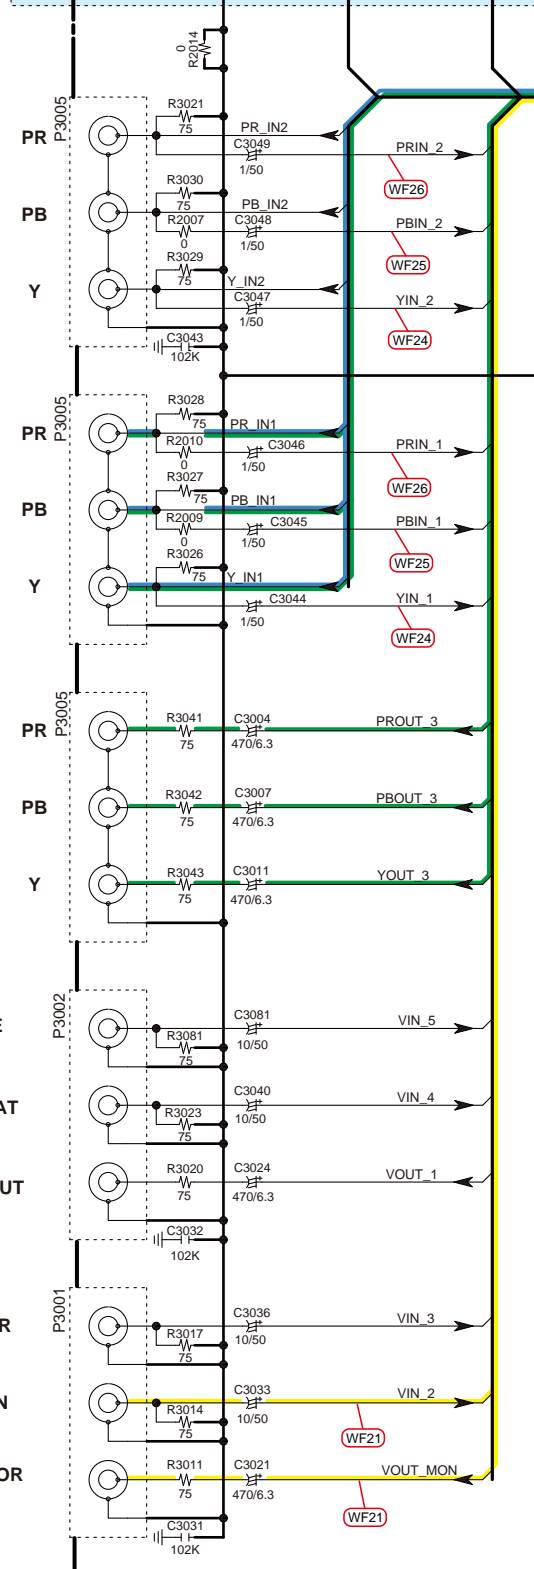 0
R2014
P3005
R3021
75
PR
PR_IN2
C3049
1/50
PRIN_2
WF26
R3030
75
PB
PB_IN2
R2007
0
C3048
1/50
PBIN_2
WF25
R3029
75
Y
Y_IN2
C3047
1/50
YIN_2
WF24
C3043
102K
P3005
R3028
75
PR
PR_IN1
R2010
0
C3046
1/50
PRIN_1
WF26
R3027
75
PB
PB_IN1
R2009
0
C3045
1/50
PBIN_1
WF25
R3026
75
Y
Y_IN1
C3044
1/50
YIN_1
WF24
P3005
PR
R3041
75
C3004
470/6.3
PROUT_3
PB
R3042
75
C3007
470/6.3
PBOUT_3
Y
R3043
75
C3011
470/6.3
YOUT_3
P3002
E
C3081
10/50
VIN_5
R3081
75
AT
C3040
10/50
VIN_4
R3023
75
UT
R3020
75
C3024
470/6.3
VOUT_1
C3032
102K
P3001
R
C3036
10/50
VIN_3
R3017
75
N
C3033
10/50
VIN_2
R3014
75
WF21
OR
R3011
75
C3021
470/6.3
VOUT_MON
WF21
C3031
102K